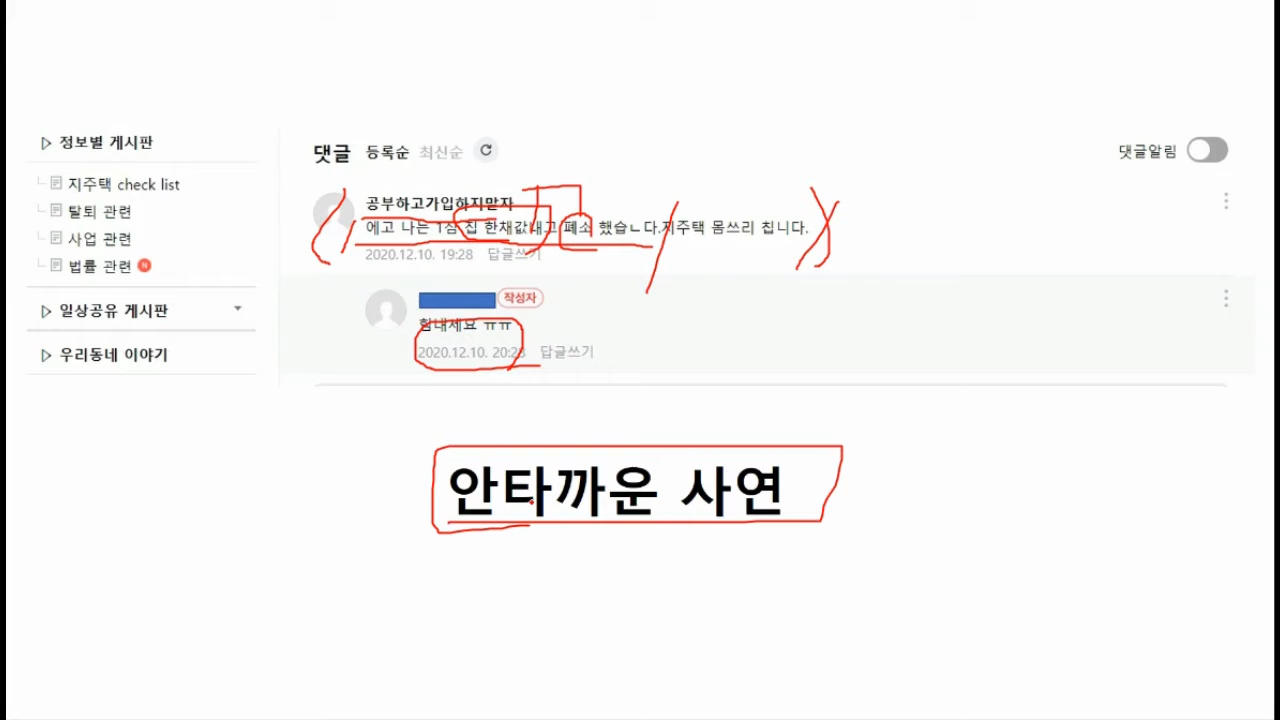 정보별 게시판
지주택 check list
탈퇴 관련
사업 관련
법률 관련 N
일상공유 게시판
우리동네 이야기
댓글 등록순 최신순
댓글알림
공부하고가입하지말자
에고 나는 1심 집 한채값내고 폐소 했습ㄴ다.지주택 몸쓰리 칩니다.
2020.12.10. 19:28 답글쓰기
작성자
힘내세요 ㅠㅠ
2020.12.10. 20:23 답글쓰기
안타까운 사연